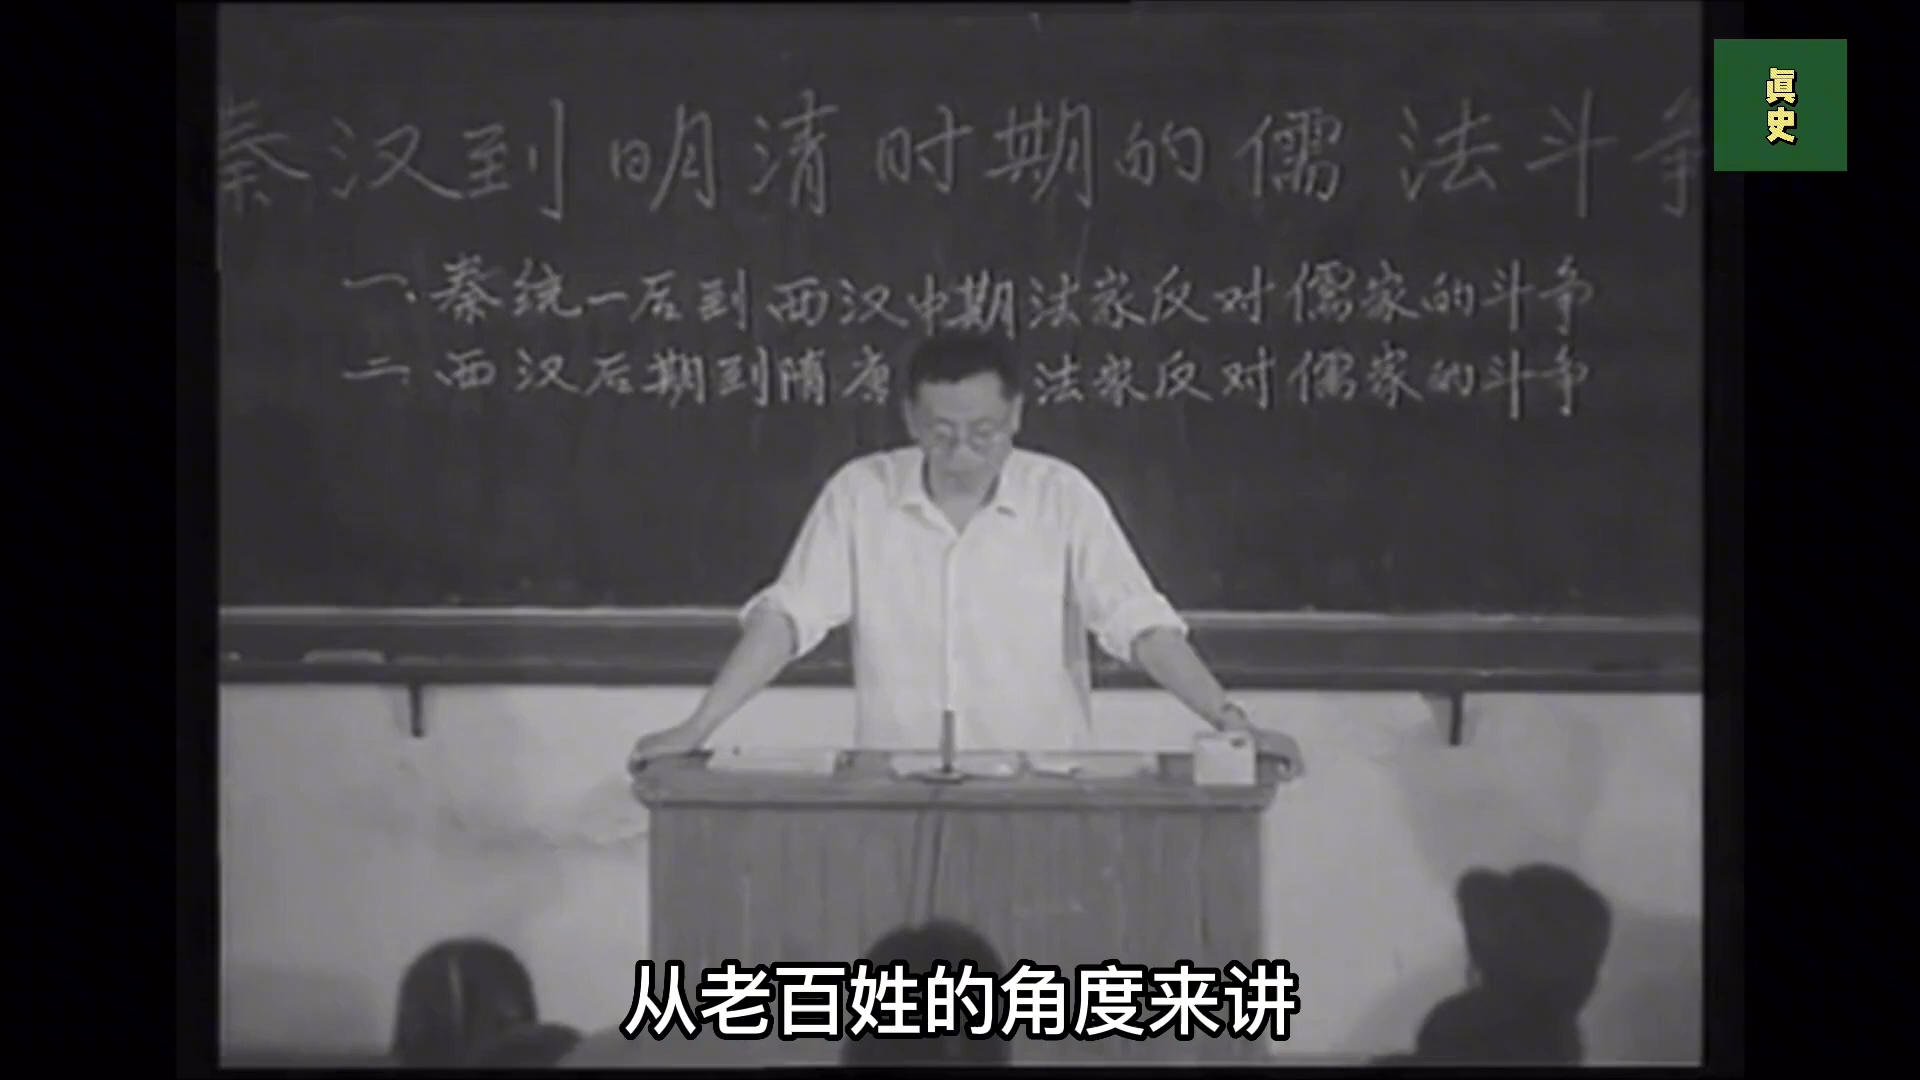 秦汉到明清时期的儒法斗争
一、秦统一后到西汉中期法家反对儒家的斗争
二、西汉后期到隋唐 法家反对儒家的斗争
真史
从老百姓的角度来讲